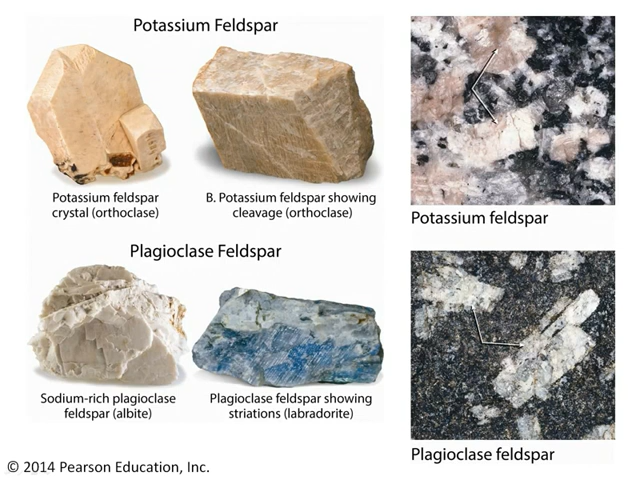 Potassium Feldspar
Potassium feldspar
crystal (orthoclase)
B. Potassium feldspar showing
cleavage (orthoclase)
Potassium feldspar
Plagioclase Feldspar
Sodium-rich plagioclase
feldspar (albite)
Plagioclase feldspar showing
striations (labradorite)
Plagioclase feldspar
© 2014 Pearson Education, Inc.